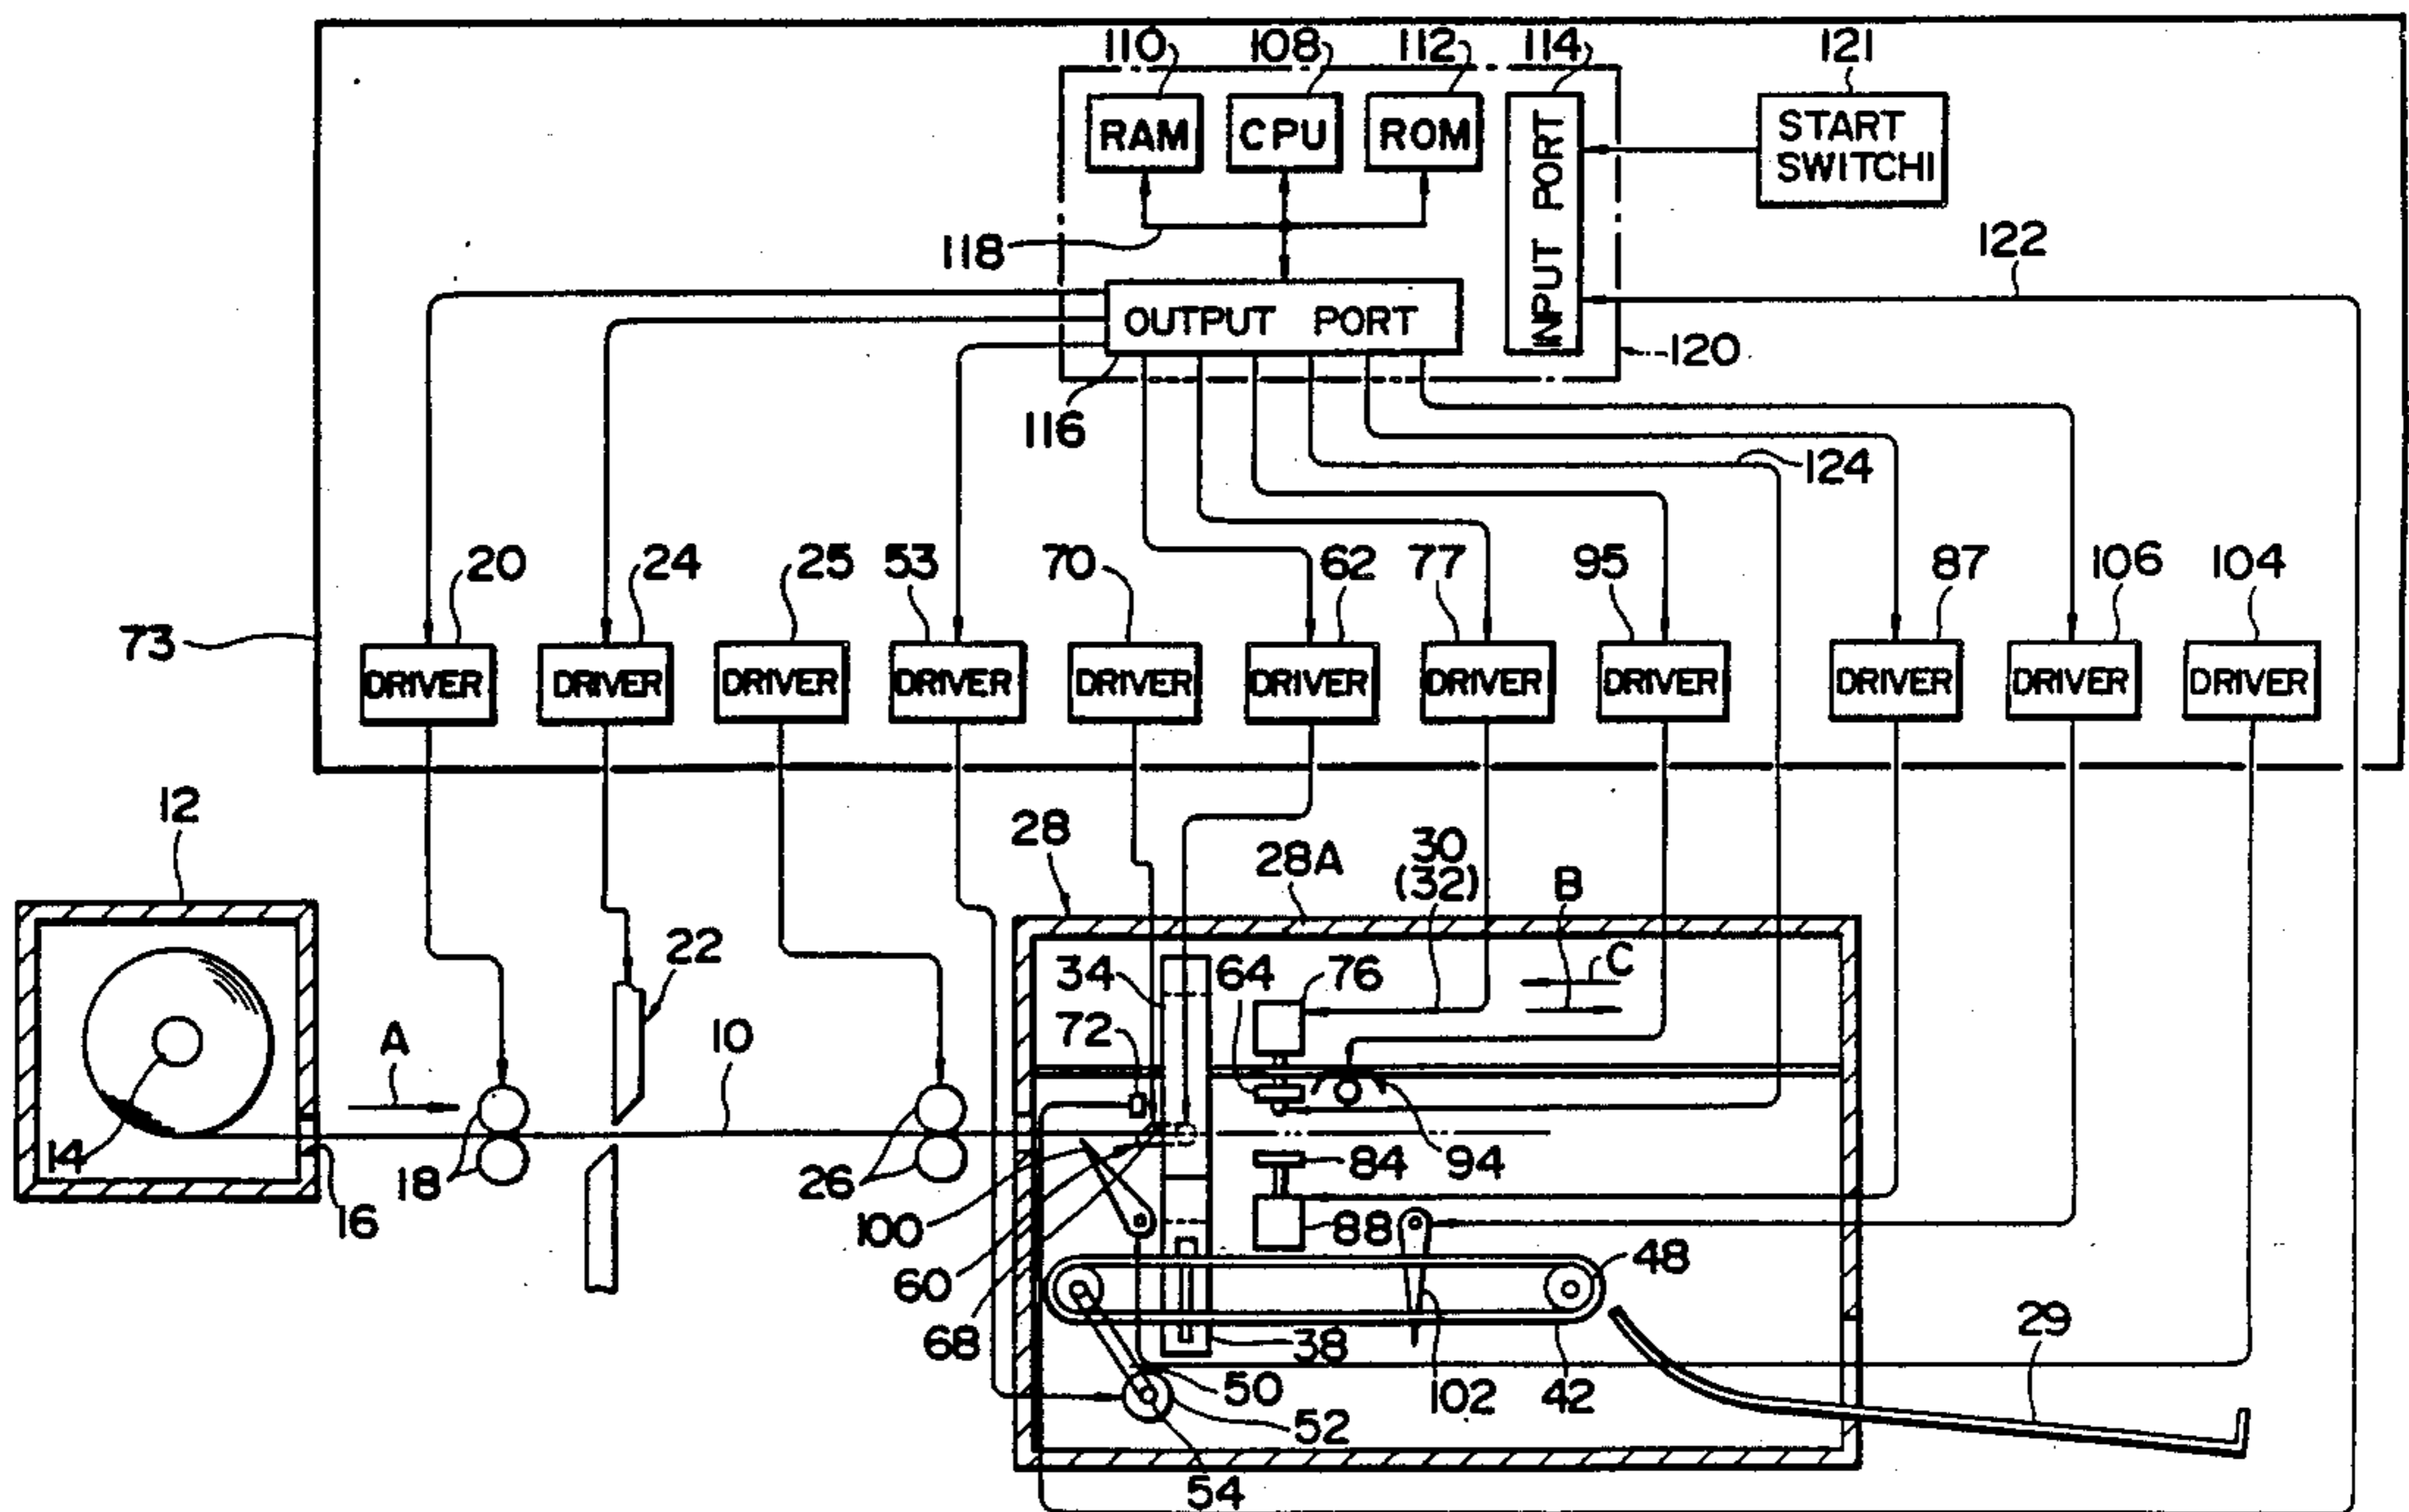 110 108 112 114 121
RAM CPU ROM
INPUT PORT
START
SWITCHI
118
122
OUTPUT PORT
120
116
124
20 24 25 53 70 62 77 95 87 106 104
73
DRIVER DRIVER DRIVER DRIVER DRIVER DRIVER DRIVER DRIVER DRIVER DRIVER DRIVER
12
28
28A
30
(32)
B
22
34 64 76 C
72
A
10
14
18
26
84 94
16
100
88
60
48
68
38
29
50
102 42
52
54